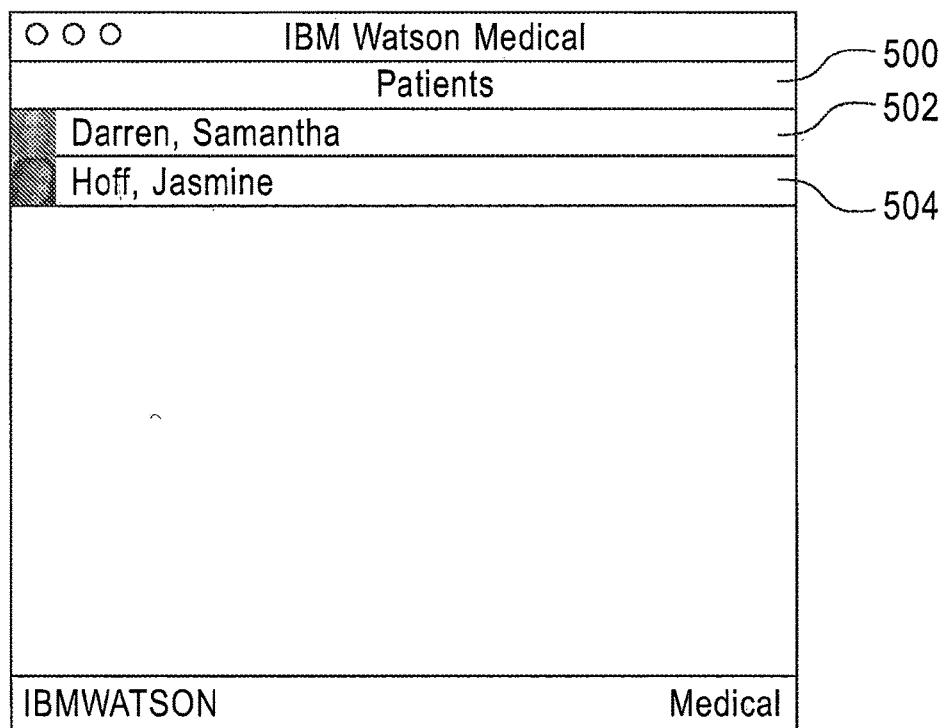 IBM Watson Medical
Patients
500
Darren, Samantha
502
Hoff, Jasmine
504
IBMWATSON Medical